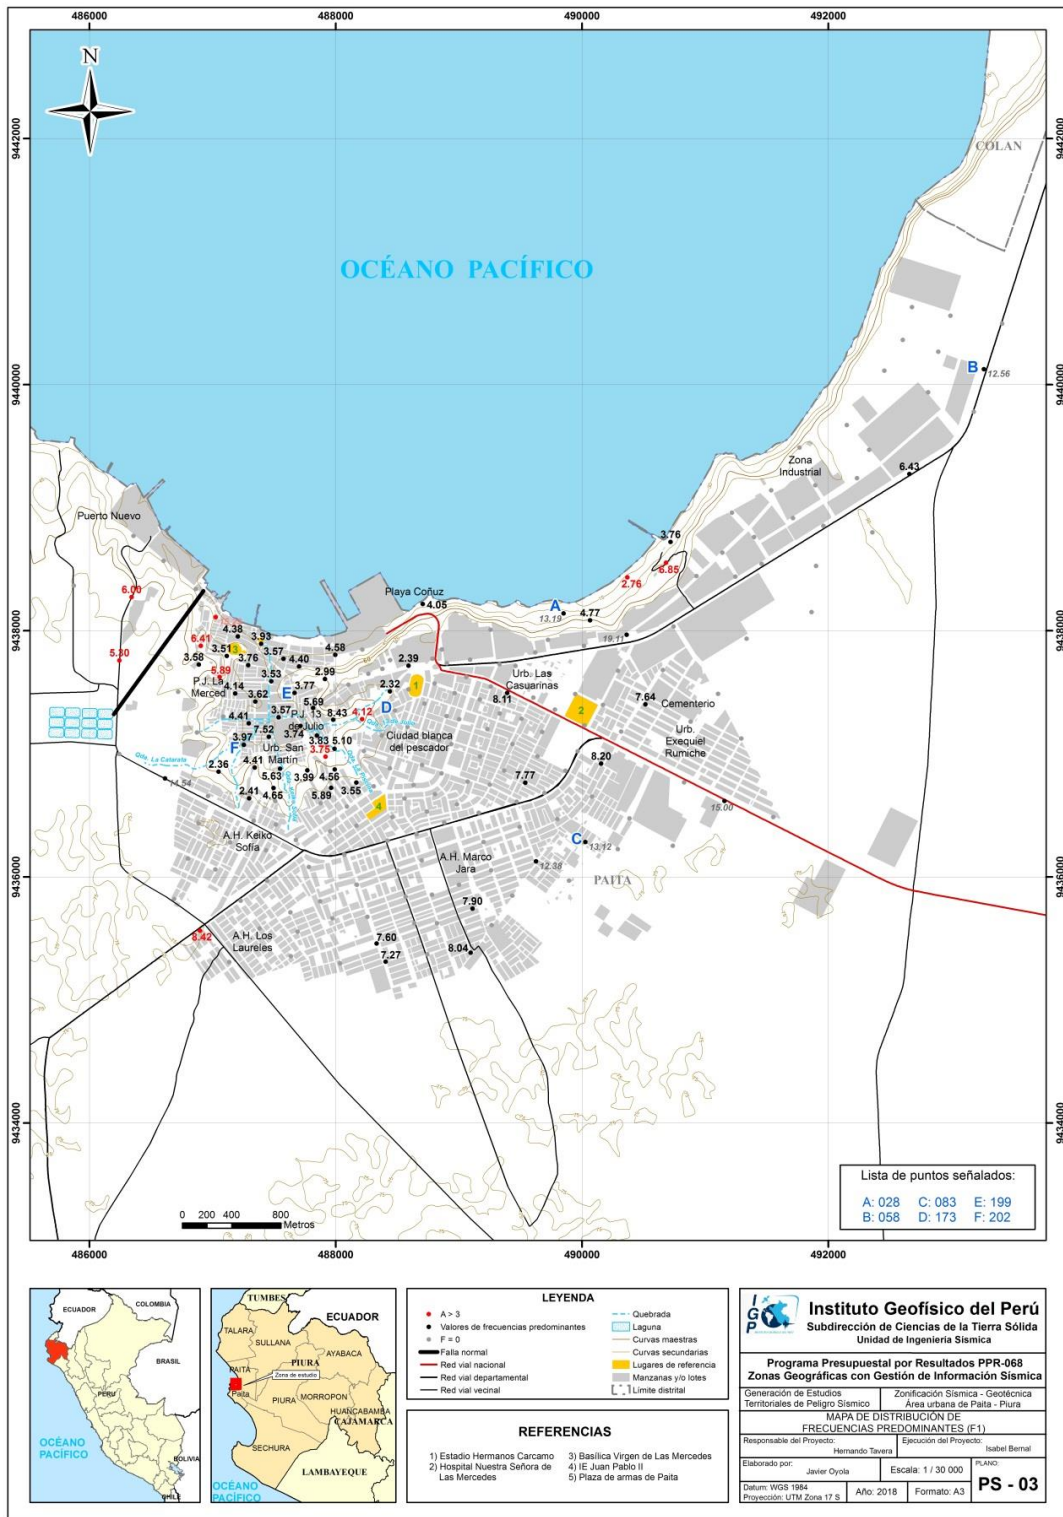 486000 488000 490000 492000
9442000
9440000
9438000
9436000
9434000
9442000
9440000
9438000
9436000
9434000
N
COLAN
OCÉANO PACÍFICO
B
12.56
Zona
Industrial
6.43
Puerto Nuevo
3.76
6.85
2.76
6.00
Playa Coñuz
4.05
A
13.19
4.77
19.11
4.38
3.93
6.41
3.51
3
3.57
4.58
5.30
3.58
3.76
4.40
2.39
5.89
P.J. La
Merced
3.53
2.99
1
Urb. Las
Casuarinas
4.14
3.62
E
3.77
2.32
8.11
7.64
Cementerio
5.69
D
3.57
P.J. 13
de Julio
8.43
4.12
2
4.41
7.52
3.74
3.83
5.10
Ciudad blanca
del pescador
Urb.
Exequiel
Rumiche
F
3.97
Urb. San
Martín
3.75
Qda. La Catarata
2.36
4.41
8.20
14.54
5.63
3.99
4.56
7.77
2.41
4.65
5.89
3.55
4
15.00
A.H. Keiko
Sofía
C
13.12
A.H. Marco
Jara
12.38
PAITA
7.90
8.42
A.H. Los
Laureles
7.60
7.27
8.04
Lista de puntos señalados:
A: 028 C: 083 E: 199
B: 058 D: 173 F: 202
0 200 400 800
Metros
486000 488000 490000 492000
ECUADOR
COLOMBIA
BRASIL
PERÚ
OCÉANO
PACÍFICO
BOLIVIA
CHILE
TUMBES
ECUADOR
TALARA
SULLANA
AYABACA
PIURA
PAITA
Zona de estudio
Paita
PIURA
MORROPON
HUANCABAMBA
CAJAMARCA
SECHURA
LAMBAYEQUE
OCÉANO
PACÍFICO
LEYENDA
A > 3
Valores de frecuencias predominantes
F = 0
Falla normal
Red vial nacional
Red vial departamental
Red vial vecinal
Quebrada
Laguna
Curvas maestras
Curvas secundarias
Lugares de referencia
Manzanas y/o lotes
Límite distrital
REFERENCIAS
1) Estadio Hermanos Carcamo
2) Hospital Nuestra Señora de
Las Mercedes
3) Basílica Virgen de Las Mercedes
4) IE Juan Pablo II
5) Plaza de armas de Paita
IGP
Instituto Geofísico del Perú
Subdirección de Ciencias de la Tierra Sólida
Unidad de Ingeniería Sísmica
Programa Presupuestal por Resultados PPR-068
Zonas Geográficas con Gestión de Información Sísmica
Generación de Estudios
Territoriales de Peligro Sísmico
Zonificación Sísmica - Geotécnica
Área urbana de Paita - Piura
MAPA DE DISTRIBUCIÓN DE
FRECUENCIAS PREDOMINANTES (F1)
Responsable del Proyecto:
Hernando Tavera
Ejecución del Proyecto:
Isabel Bernal
Elaborado por:
Javier Oyola
Escala: 1 / 30 000
PLANO:
PS - 03
Datum: WGS 1984
Proyección: UTM Zona 17 S
Año: 2018
Formato: A3